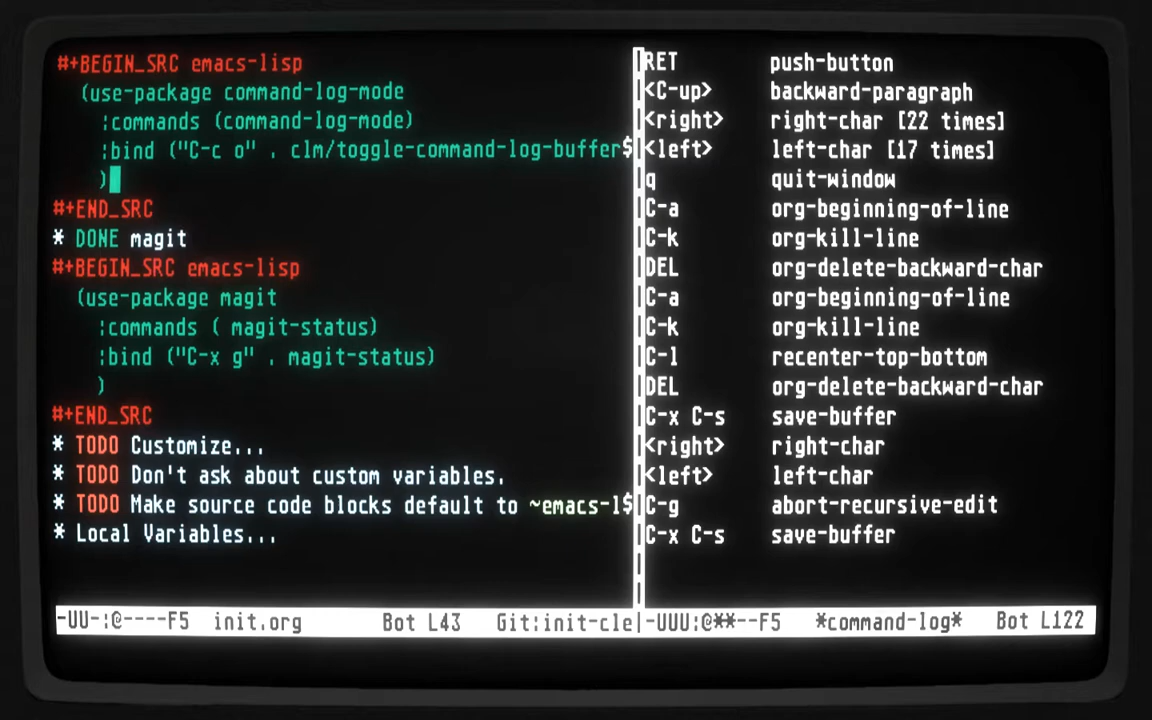 #+BEGIN_SRC emacs-lisp
(use-package command-log-mode
:commands (command-log-mode)
:bind ("C-c o" . clm/toggle-command-log-buffer$
)
#+END_SRC
* DONE magit
#+BEGIN_SRC emacs-lisp
(use-package magit
:commands ( magit-status)
:bind ("C-x g" . magit-status)
)
#+END_SRC
* TODO Customize...
* TODO Don't ask about custom variables.
* TODO Make source code blocks default to ~emacs-l$
* Local Variables...
-UU-:@----F5 init.org Bot L43 Git:init-cle
RET push-button
<C-up> backward-paragraph
<right> right-char [22 times]
<left> left-char [17 times]
q quit-window
C-a org-beginning-of-line
C-k org-kill-line
DEL org-delete-backward-char
C-a org-beginning-of-line
C-k org-kill-line
C-l recenter-top-bottom
DEL org-delete-backward-char
C-x C-s save-buffer
<right> right-char
<left> left-char
C-g abort-recursive-edit
C-x C-s save-buffer
-UUU:@**--F5 *command-log* Bot L122